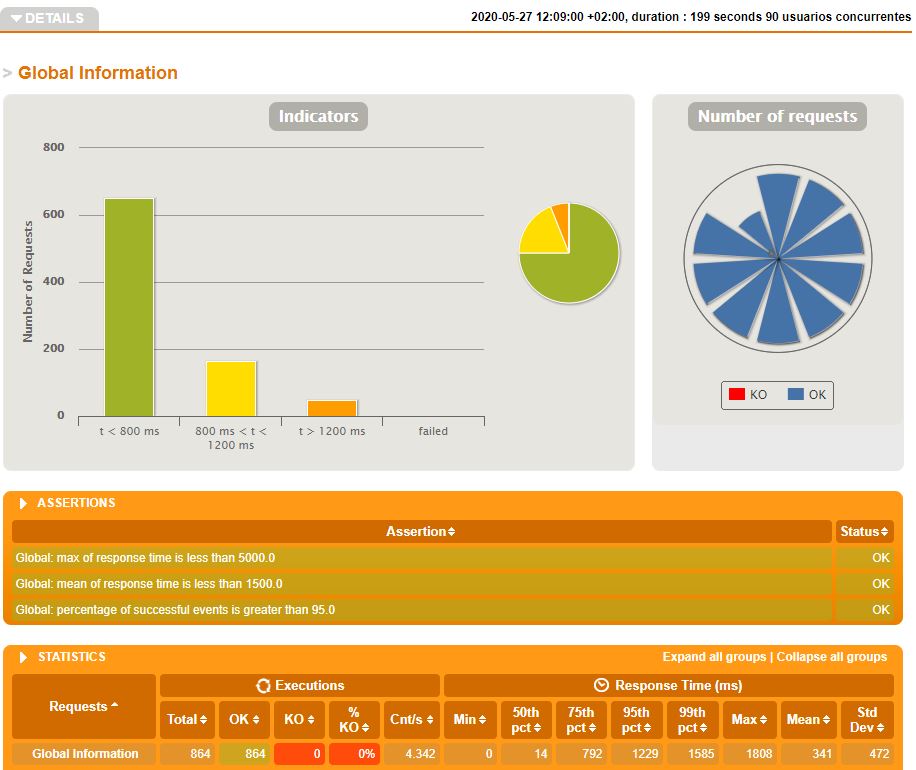 DETAILS
2020-05-27 12:09:00 +02:00, duration : 199 seconds 90 usuarios concurrentes
> Global Information
Indicators
Number of requests
800
600
400
200
0
Number of Requests
t < 800 ms
800 ms < t <
1200 ms
t > 1200 ms
failed
KO OK
ASSERTIONS
Assertion Status
Global: max of response time is less than 5000.0 OK
Global: mean of response time is less than 1500.0 OK
Global: percentage of successful events is greater than 95.0 OK
STATISTICS Expand all groups | Collapse all groups
Requests
Executions Response Time (ms)
Total OK KO % KO Cnt/s Min 50th pct 75th pct 95th pct 99th pct Max Mean Std Dev
Global Information 864 864 0 0% 4.342 0 14 792 1229 1585 1808 341 472